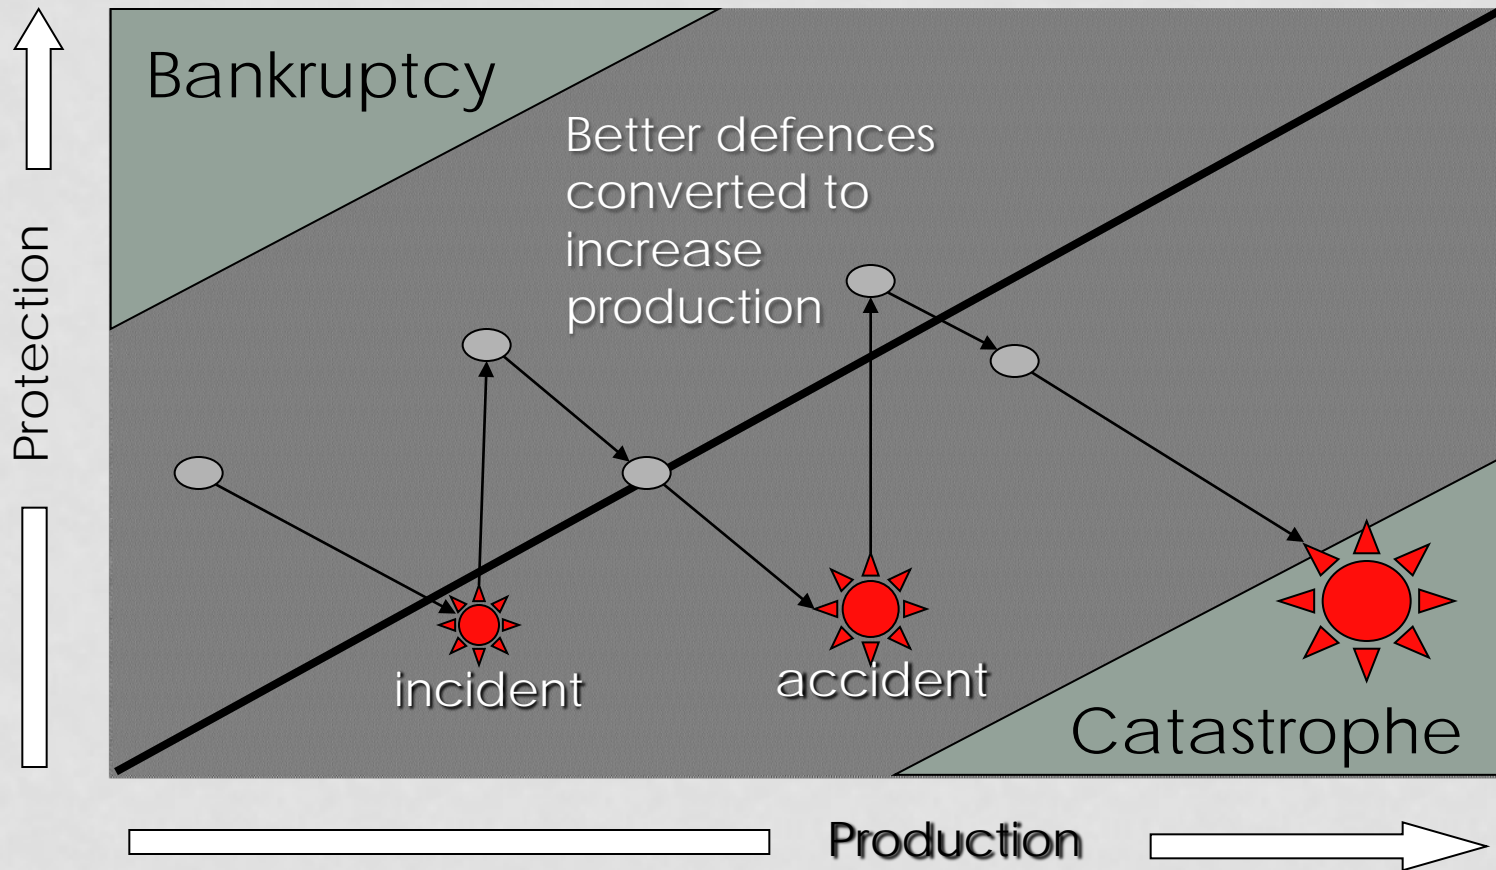 Bankruptcy
Better defences
converted to
increase
production
Protection
incident
accident
Catastrophe
Production